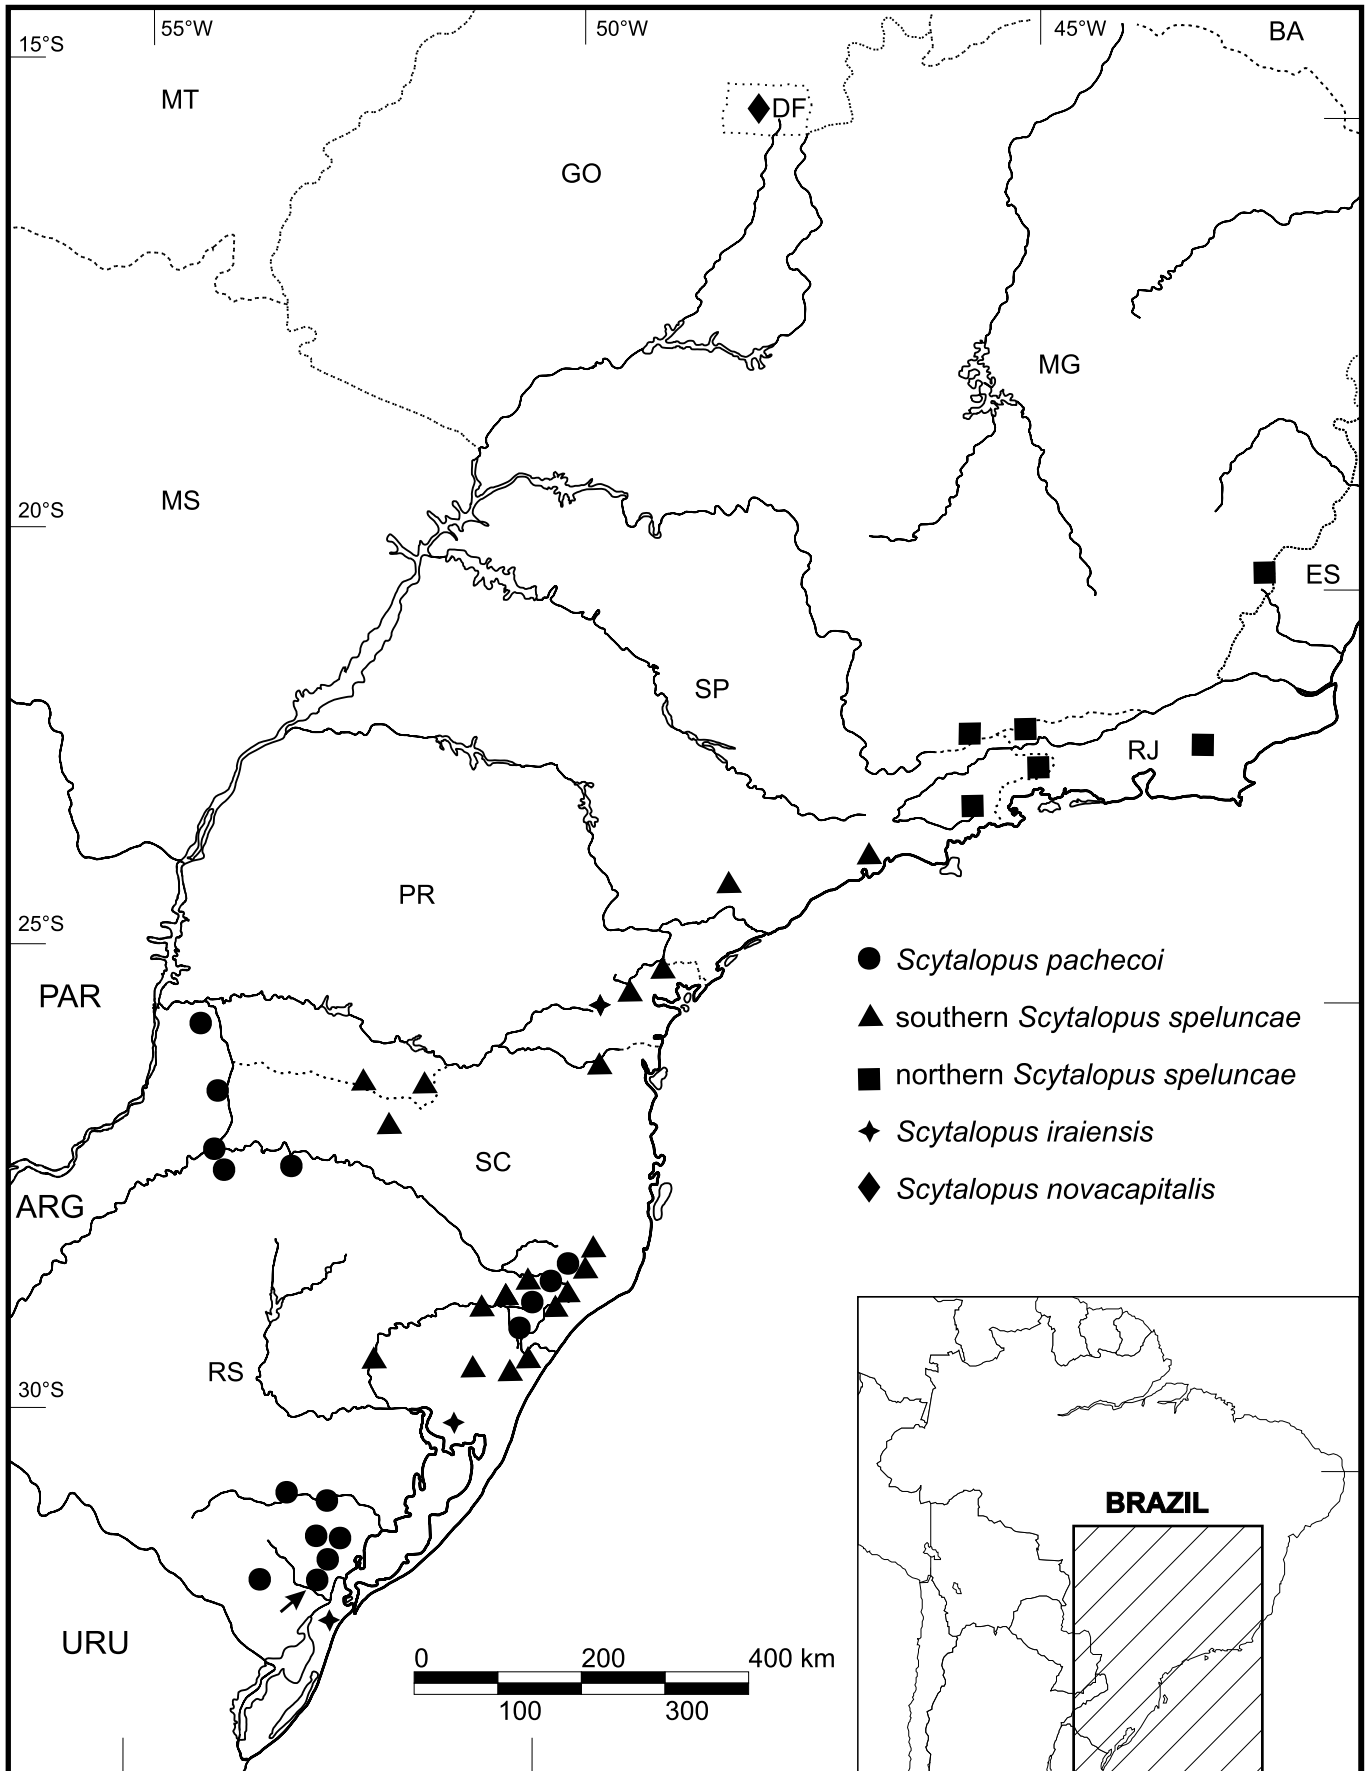 55°W
50°W
45°W
BA
15°S
MT
DF
GO
MG
MS
20°S
ES
SP
RJ
PR
25°S
Scytalopus pachecoi
PAR
southern Scytalopus speluncae
northern Scytalopus speluncae
Scytalopus iraiensis
SC
Scytalopus novacapitalis
ARG
RS
30°S
BRAZIL
URU
0 200 400 km
100 300